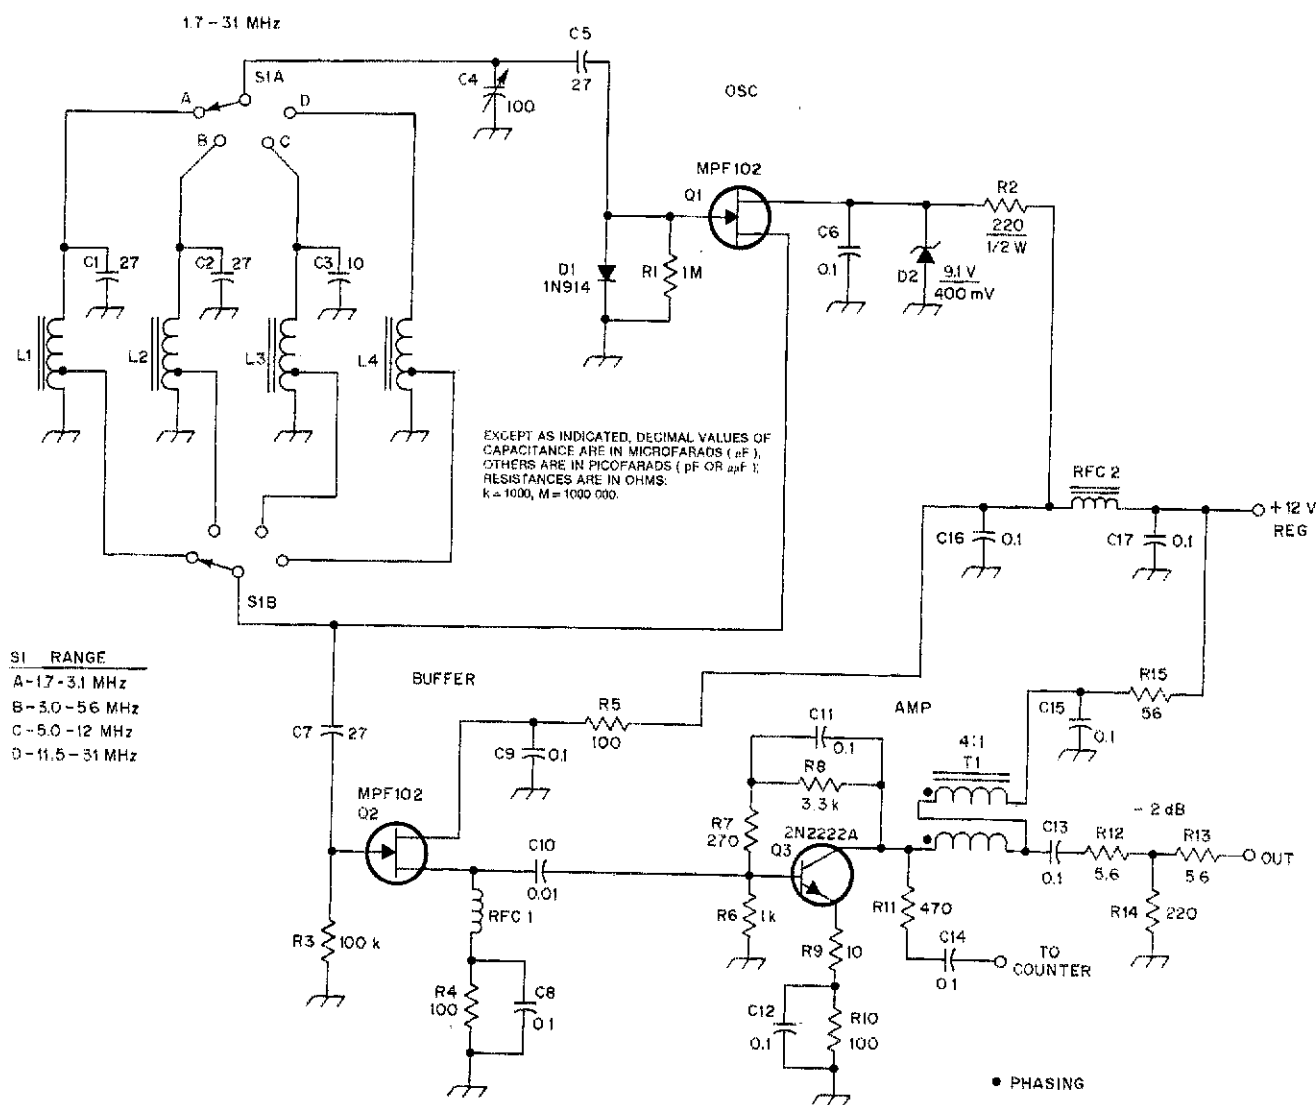 1.7-31 MHz
S1A
A
B
C
D
C4
100
C5
27
OSC
MPF102
Q1
C1
27
C2
27
C3
10
L1
L2
L3
L4
D1
1N914
R1
1M
C6
0.1
D2
9.1 V
400 mV
R2
220
1/2 W
EXCEPT AS INDICATED, DECIMAL VALUES OF
CAPACITANCE ARE IN MICROFARADS (µF);
OTHERS ARE IN PICOFARADS (pF OR µµF);
RESISTANCES ARE IN OHMS;
k = 1000, M = 1000 000.
RFC 2
+12 V
REG
C16
0.1
C17
0.1
S1B
S1 RANGE
A-1.7-3.1 MHz
B-3.0-5.6 MHz
C-5.0-12 MHz
D-11.5-31 MHz
BUFFER
C7
27
R5
100
C9
0.1
MPF102
Q2
R3
100 k
RFC 1
R4
100
C8
0.1
C10
0.01
AMP
C11
0.1
R8
3.3 k
R7
270
2N2222A
Q3
R6
1k
R9
10
C12
0.1
R10
100
R11
470
C14
0.1
TO
COUNTER
C15
0.1
R15
56
4:1
T1
C13
0.1
-2 dB
R12
5.6
R13
5.6
R14
220
OUT
● PHASING